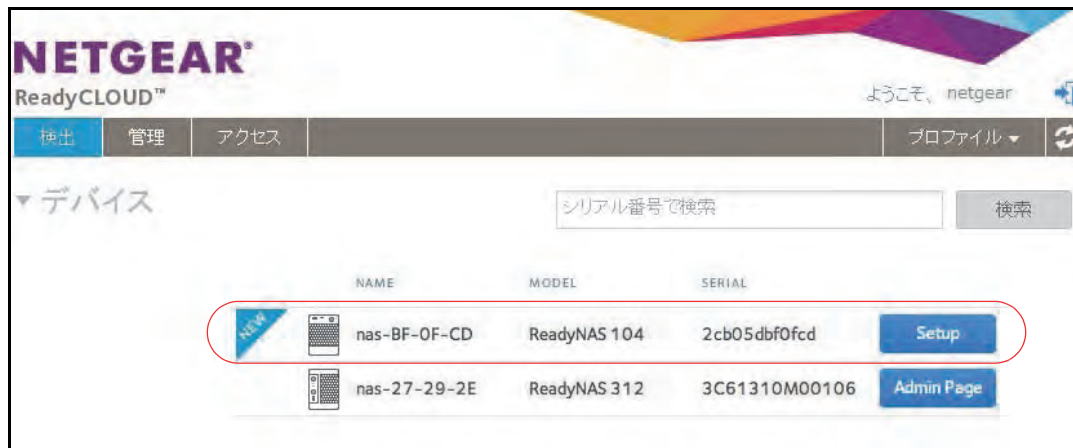 NETGEAR®
ReadyCLOUD™
ようこそ、 netgear
検出 管理 アクセス プロファイル
デバイス
シリアル番号で検索 検索
NAME MODEL SERIAL
NEW nas-BF-0F-CD ReadyNAS 104 2cb05dbf0fcd Setup
nas-27-29-2E ReadyNAS 312 3C61310M00106 Admin Page